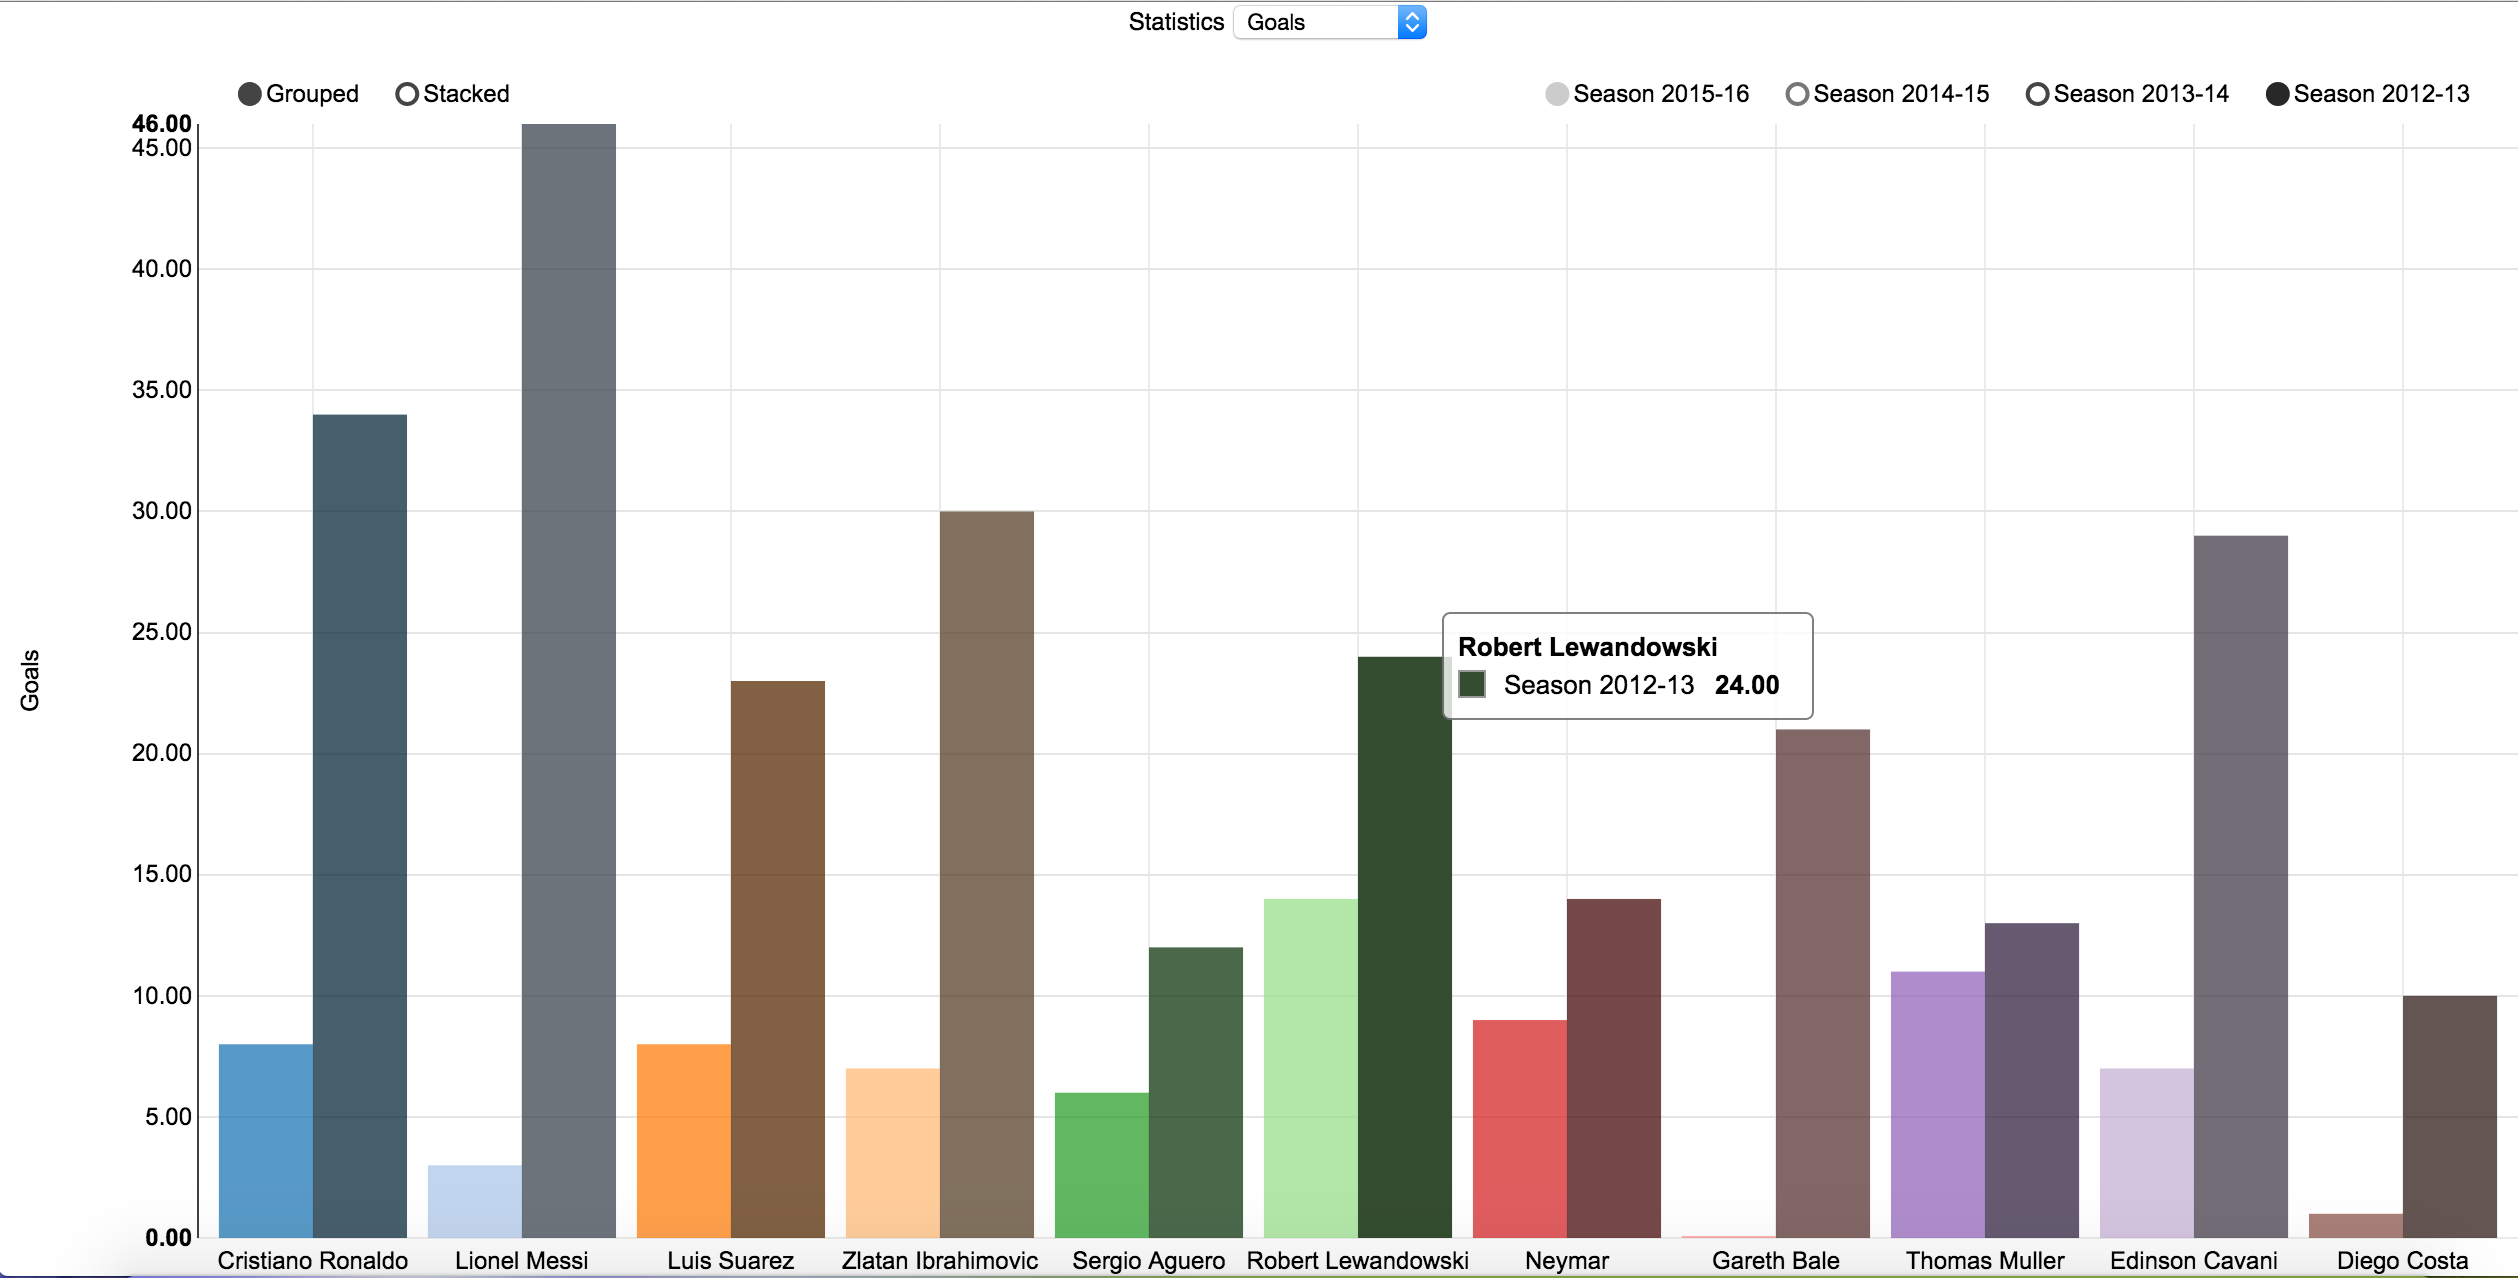 Statistics Goals
Grouped Stacked Season 2015-16 Season 2014-15 Season 2013-14 Season 2012-13
46.00
45.00
40.00
35.00
30.00
25.00
20.00
15.00
10.00
5.00
0.00
Goals
Robert Lewandowski
Season 2012-13 24.00
Cristiano Ronaldo Lionel Messi Luis Suarez Zlatan Ibrahimovic Sergio Aguero Robert Lewandowski Neymar Gareth Bale Thomas Muller Edinson Cavani Diego Costa